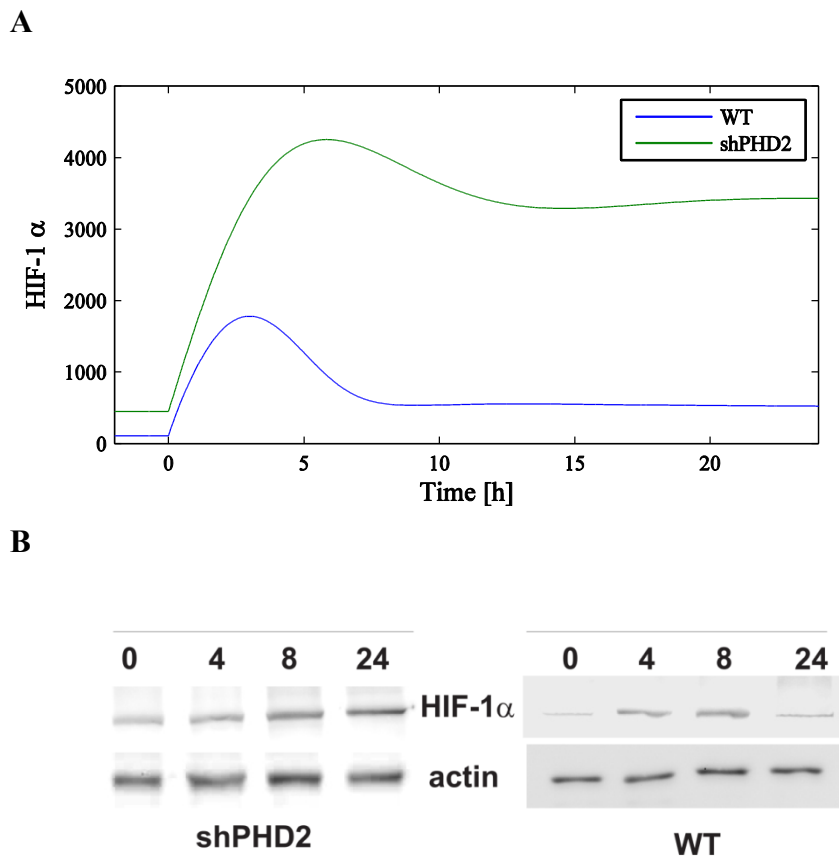 A
5000
4000
3000
2000
1000
0
HIF-1 α
WT
shPHD2
0 5 10 15 20
Time [h]
B
0 4 8 24
0 4 8 24
HIF-1α
actin
shPHD2
WT